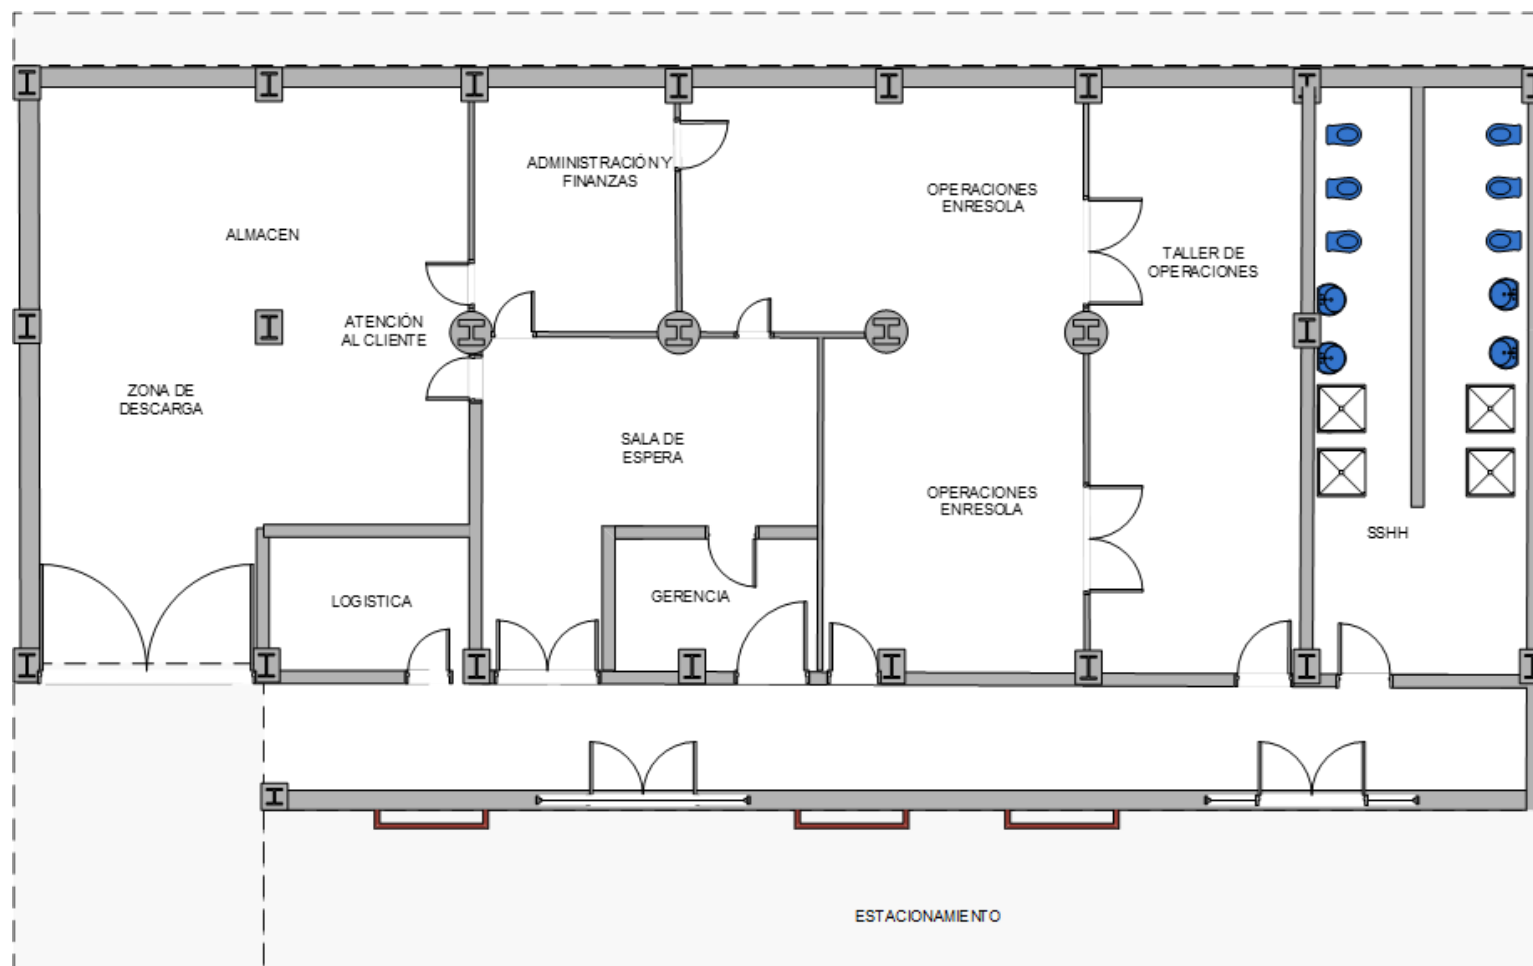 ADMINISTRACIÓN Y
FINANZAS
OPERACIONES
ENRESOLA
ALMACEN
TALLER DE
OPERACIONES
ATENCIÓN
AL CLIENTE
ZONA DE
DESCARGA
SALA DE
ESPERA
OPERACIONES
ENRESOLA
SSHH
LOGISTICA
GERENCIA
ESTACIONAMIENTO